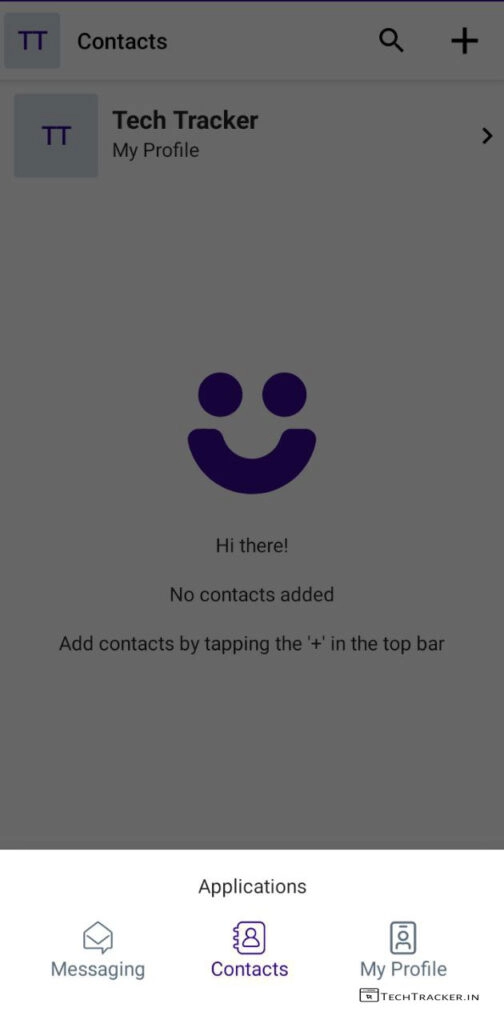 TT
Contacts
TT
Tech Tracker
My Profile
Hi there!
No contacts added
Add contacts by tapping the '+' in the top bar
Applications
Messaging
Contacts
My Profile
TECHTRACKER.IN